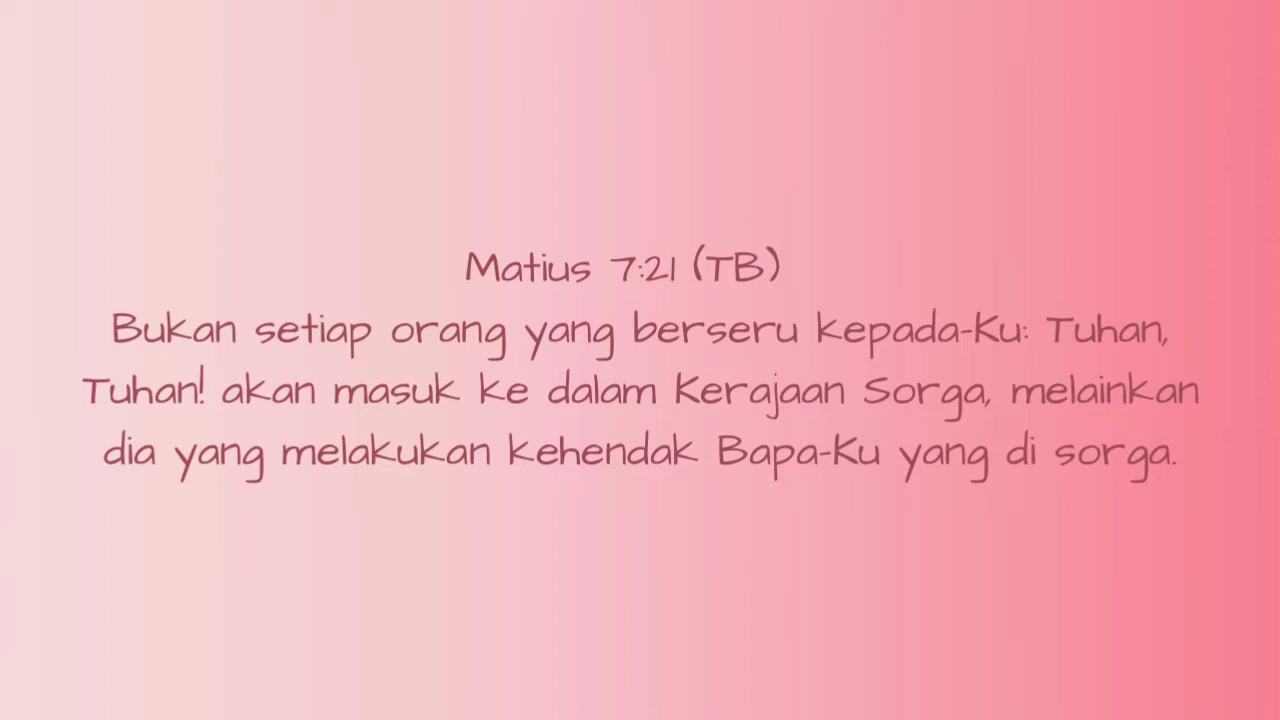 Matius 7:21 (TB)
Bukan setiap orang yang berseru kepada-Ku: Tuhan,
Tuhan! akan masuk ke dalam Kerajaan Sorga, melainkan
dia yang melakukan kehendak Bapa-Ku yang di sorga.